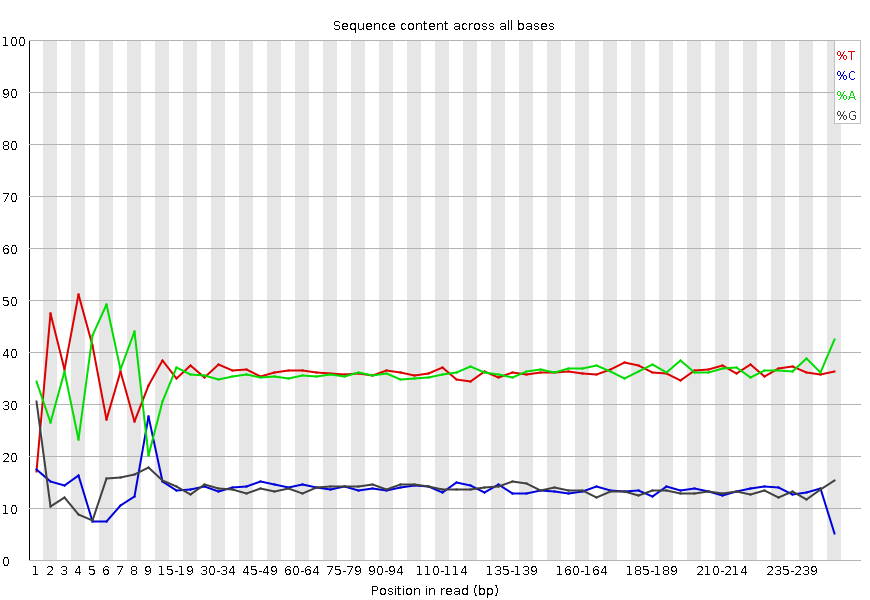 Sequence content across all bases
100
90
80
70
60
50
40
30
20
10
0
%T
%C
%A
%G
1 2 3 4 5 6 7 8 9 15-19 30-34 45-49 60-64 75-79 90-94 110-114 135-139 160-164 185-189 210-214 235-239
Position in read (bp)